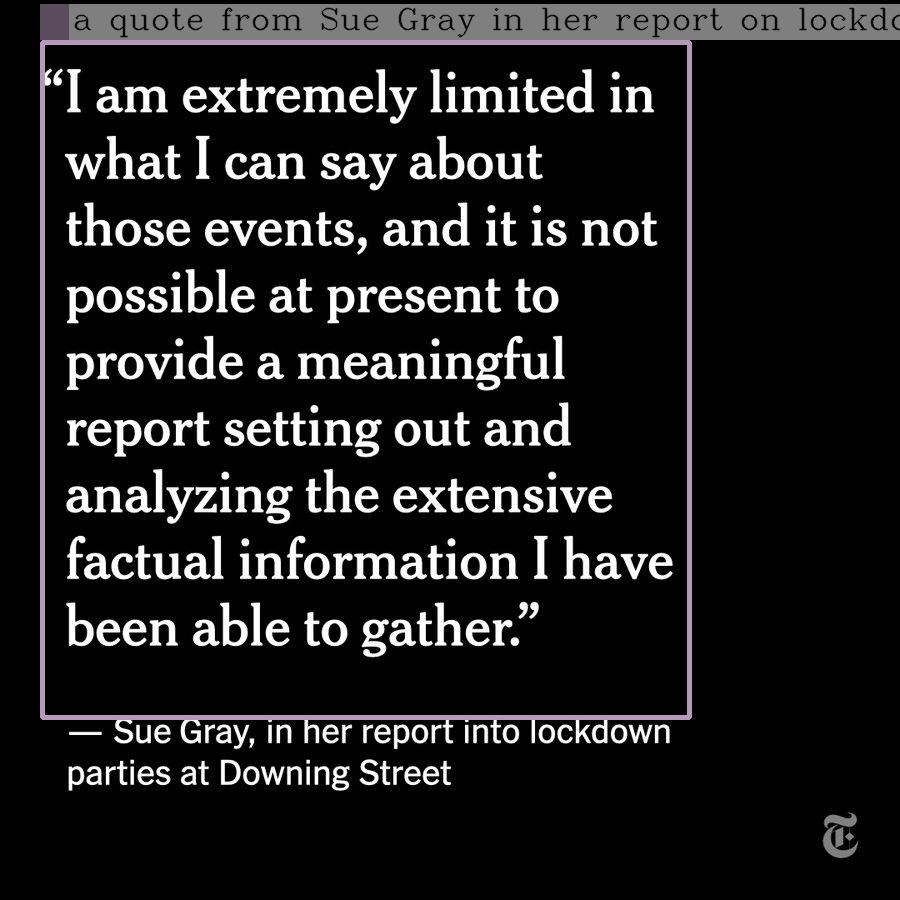 a quote from Sue Gray in her report on lockdo
“I am extremely limited in
what I can say about
those events, and it is not
possible at present to
provide a meaningful
report setting out and
analyzing the extensive
factual information I have
been able to gather.”
— Sue Gray, in her report into lockdown
parties at Downing Street
T